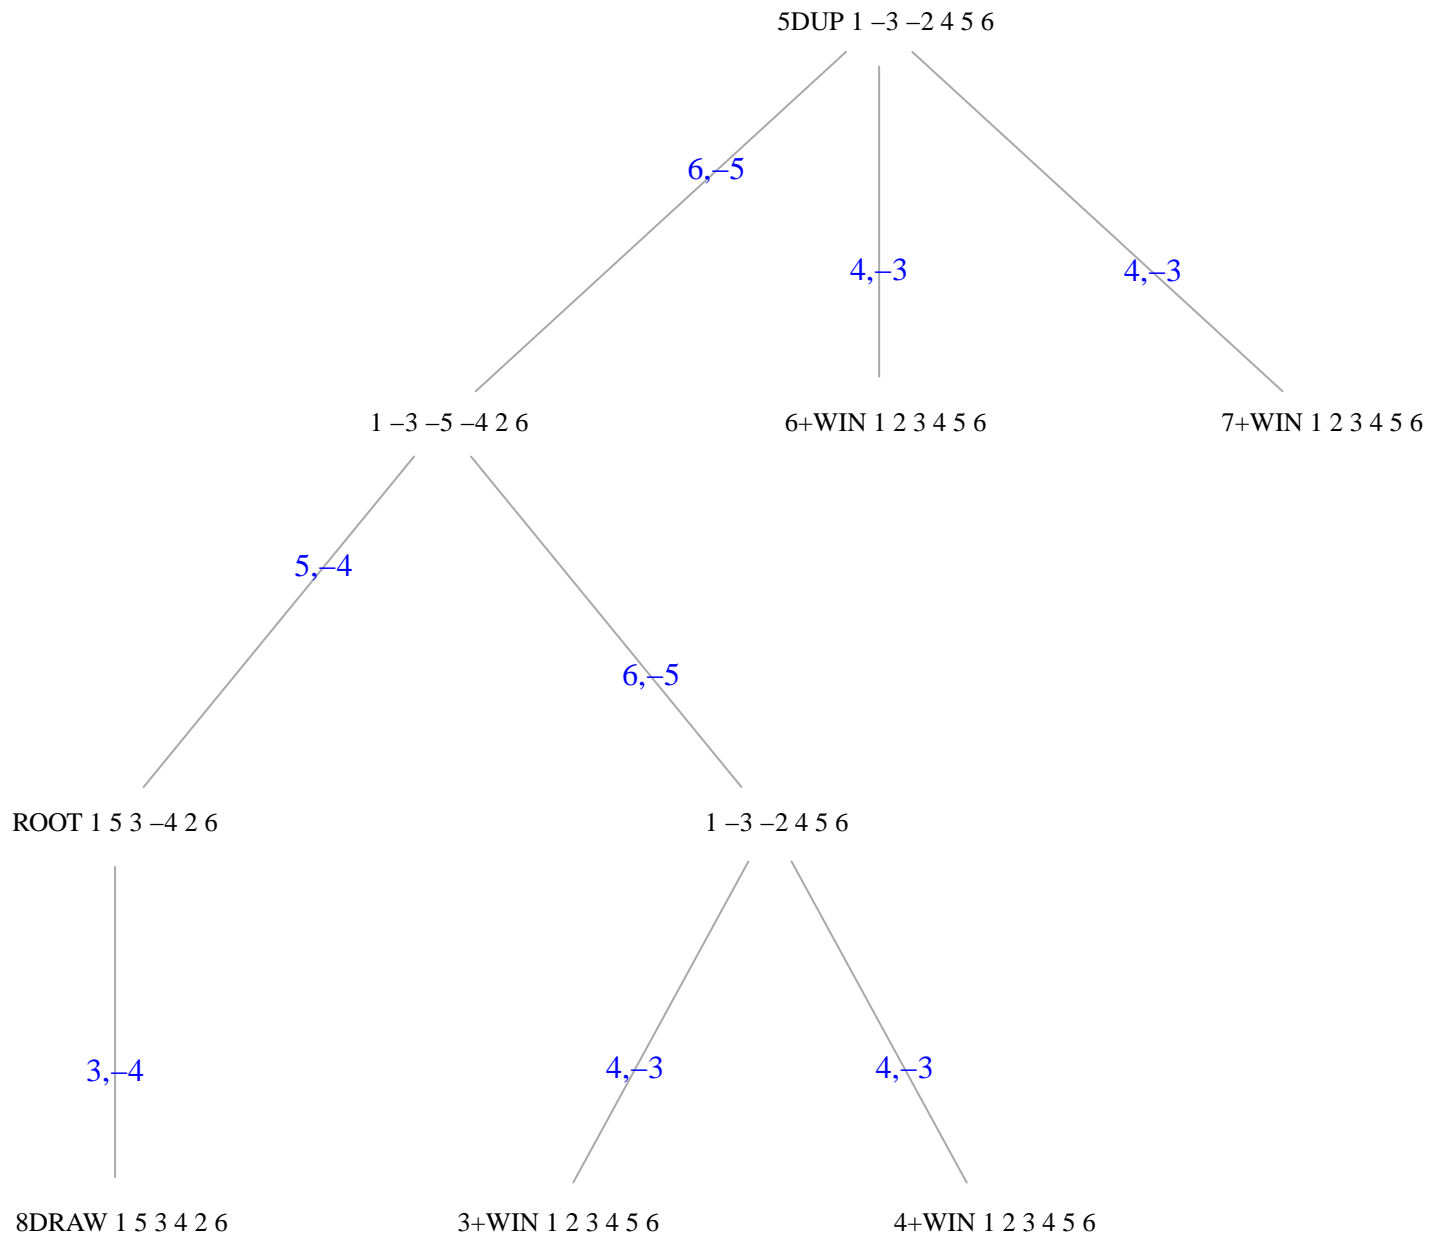 5DUP 1 –3 –2 4 5 6
6,–5
4,–3
4,–3
1 –3 –5 –4 2 6
6+WIN 1 2 3 4 5 6
7+WIN 1 2 3 4 5 6
5,–4
6,–5
ROOT 1 5 3 –4 2 6
1 –3 –2 4 5 6
3,–4
4,–3
4,–3
8DRAW 1 5 3 4 2 6
3+WIN 1 2 3 4 5 6
4+WIN 1 2 3 4 5 6